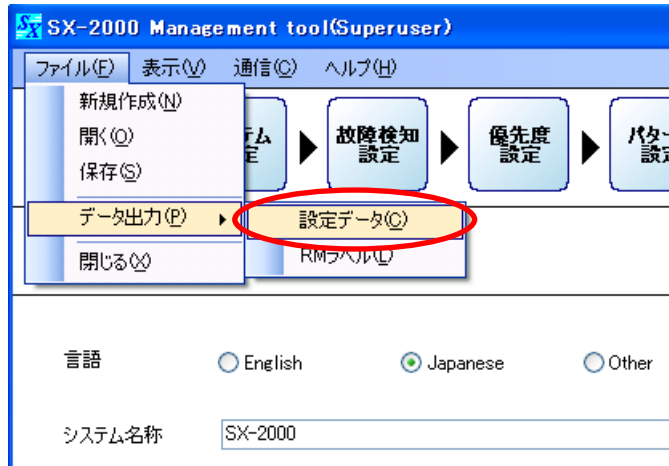 SX SX-2000 Management tool(Superuser)
ファイル(F) 表示(V) 通信(C) ヘルプ(H)
新規作成(N)
開く(O)
保存(S)
データ出力(P)
閉じる(X)
設定データ(C)
RMラベル(L)
故障検知
設定
優先度
設定
言語 English Japanese Other
システム名称 SX-2000